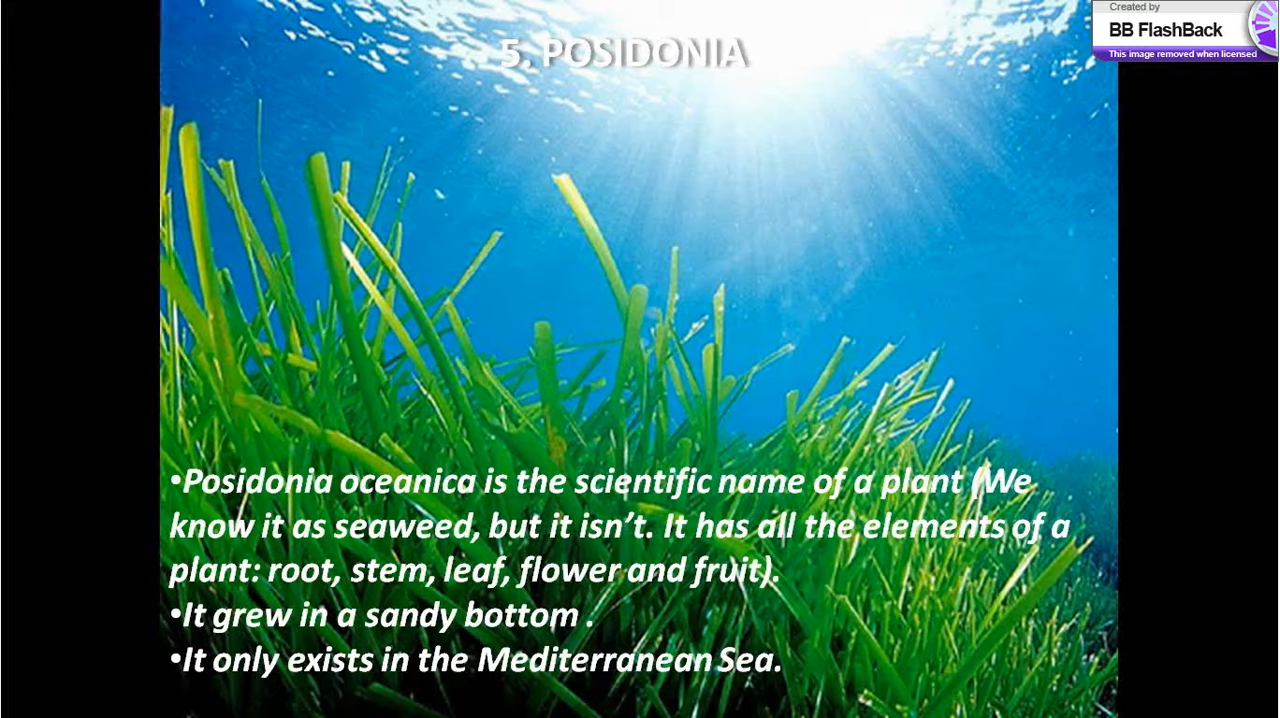 Created by
BB FlashBack
This image removed when licensed
5. POSIDONIA
•Posidonia oceanica is the scientific name of a plant (We
know it as seaweed, but it isn't. It has all the elements of a
plant: root, stem, leaf, flower and fruit).
•It grew in a sandy bottom .
•It only exists in the Mediterranean Sea.